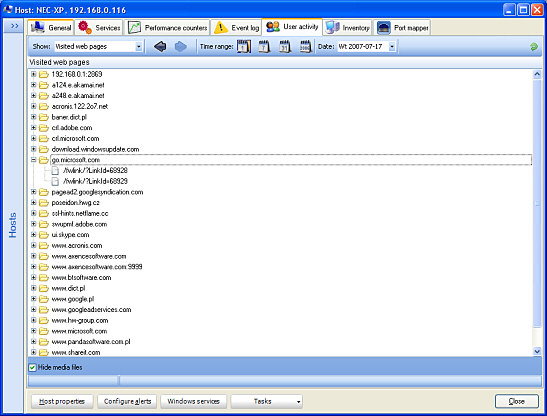 Host: NEC-XP , 192.168.0.116
>>
General
Services
Performance counters
Event log
User activity
Inventory
Port mapper
Show: Visited web pages
Time range:
1
7
31
Date: Wt 2007-07-17
Visited web pages
192.168.0.1:2869
a124.e.akamai.net
a248.e.akamai.net
acronis.122.2o7.net
baner.dict.pl
crl.adobe.com
crl.microsoft.com
download.windowsupdate.com
go.microsoft.com
//fwlink/?LinkId=68928
//fwlink/?LinkId=68929
pagead2.googlesyndication.com
poseidon.hwg.cz
ssl-hints.netflame.cc
swupml.adobe.com
ui.skype.com
www.acronis.com
www.axencesoftware.com
www.axencesoftware.com:9999
www.btsoftware.com
www.dict.pl
www.google.pl
www.googleadservices.com
www.hw-group.com
www.microsoft.com
www.pandasoftware.com.pl
www.shareit.com
Hosts
Hide media files
Host properties
Configure alerts
Windows services
Tasks
Close